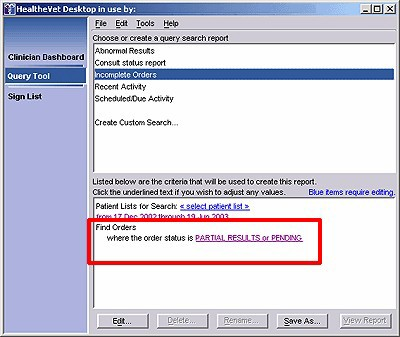 HealtheVet Desktop in use by:
File Edit Tools Help
Choose or create a query search report
Clinician Dashboard
Query Tool
Sign List
Abnormal Results
Consult status report
Incomplete Orders
Recent Activity
Scheduled/Due Activity
Create Custom Search...
Listed below are the criteria that will be used to create this report.
Click the underlined text if you wish to adjust any values. Blue items require editing.
Patient Lists for Search: < select patient list >
from 17 Dec 2002 through 19 Jun 2003
Find Orders
where the order status is PARTIAL RESULTS or PENDING
Edit... Delete... Rename... Save As... View Report